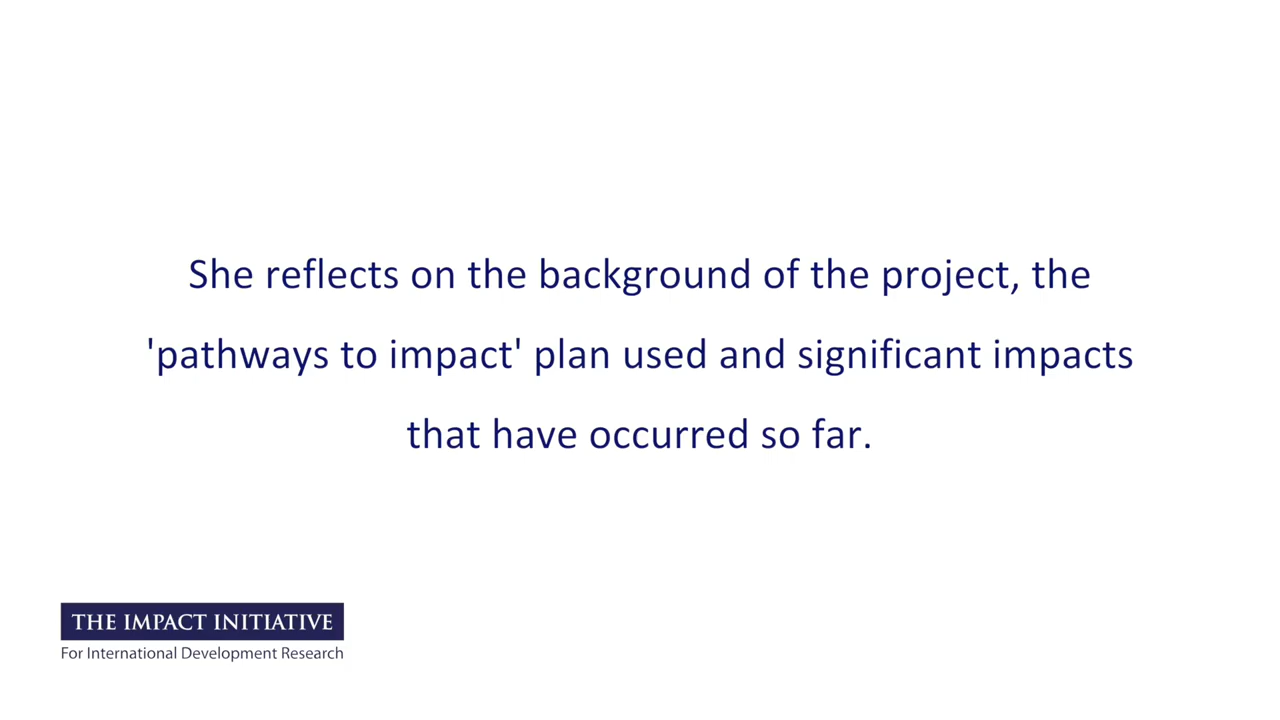 She reflects on the background of the project, the
'pathways to impact' plan used and significant impacts
that have occurred so far.
THE IMPACT INITIATIVE
For International Development Research